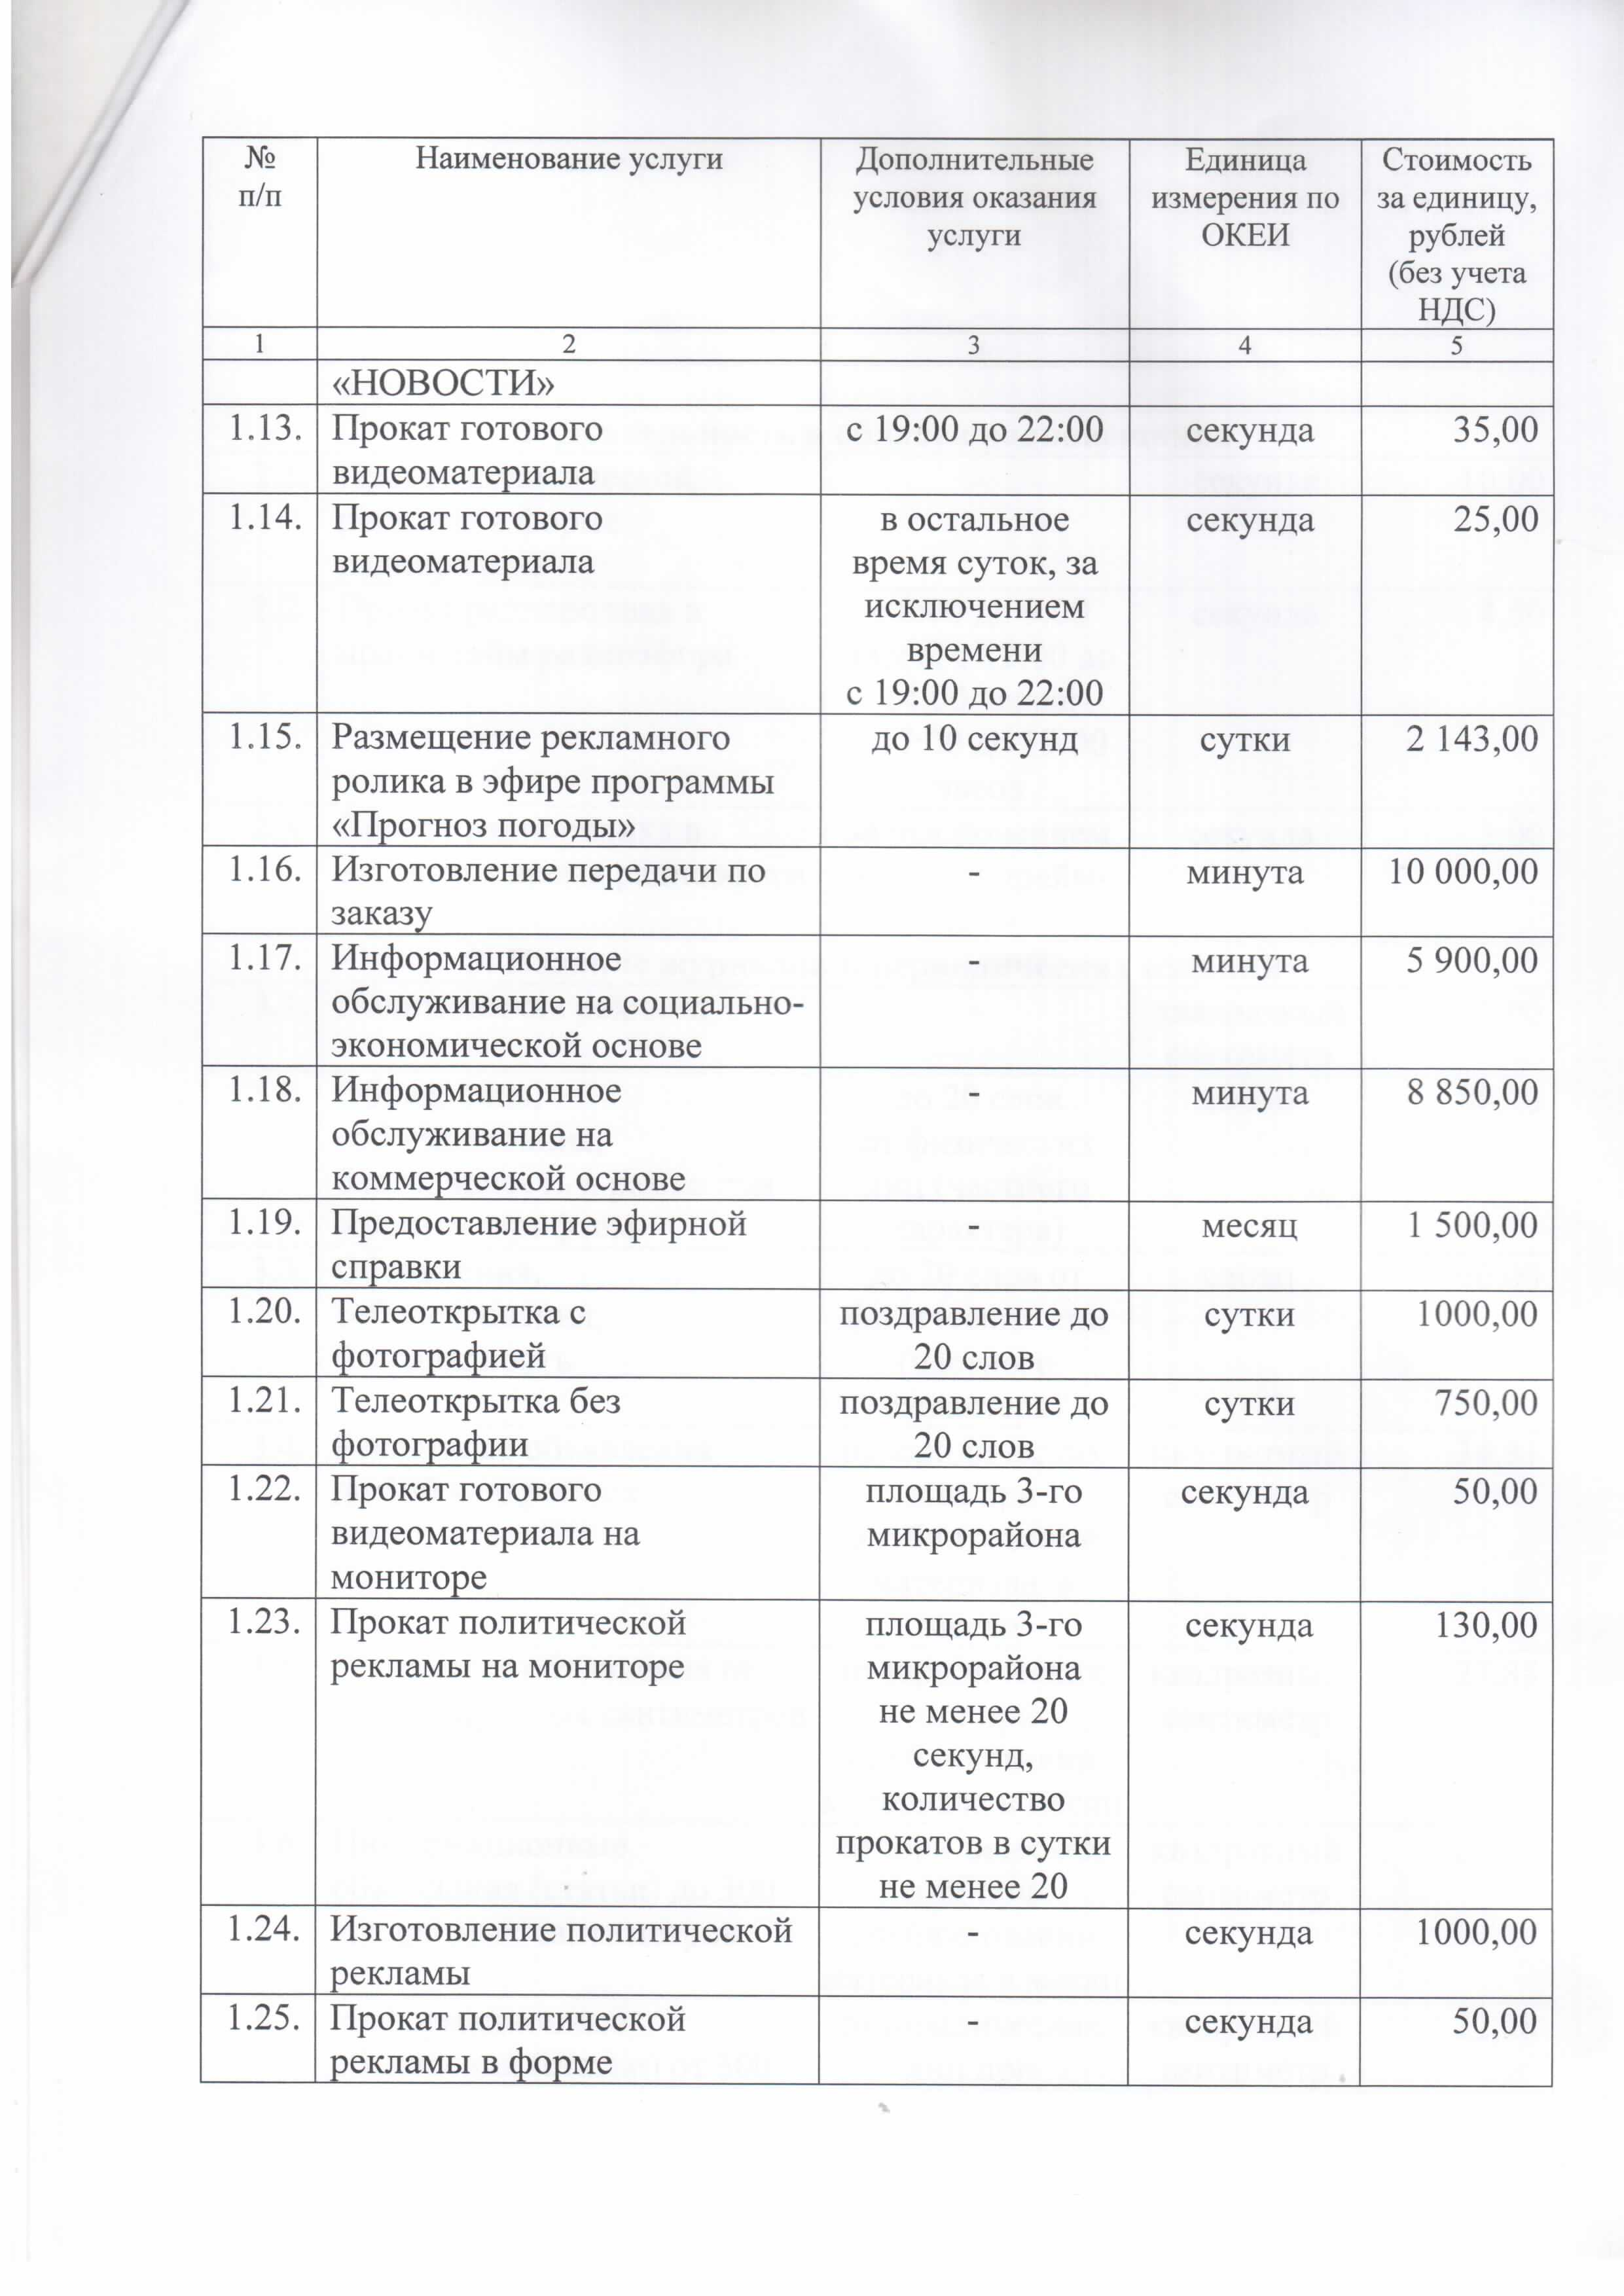 № п/п
Наименование услуги
Дополнительные условия оказания услуги
Единица измерения по ОКЕИ
Стоимость за единицу, рублей (без учета НДС)
1 2 3 4 5
«НОВОСТИ»
1.13. Прокат готового с 19:00 до 22:00 секунда 35,00
видеоматериала
1.14. Прокат готового в остальное секунда 25,00
видеоматериала время суток, за
исключением
времени
с 19:00 до 22:00
1.15. Размещение рекламного до 10 секунд сутки 2 143,00
ролика в эфире программы
«Прогноз погоды»
1.16. Изготовление передачи по - минута 10 000,00
заказу
1.17. Информационное - минута 5 900,00
обслуживание на социально-
экономической основе
1.18. Информационное - минута 8 850,00
обслуживание на
коммерческой основе
1.19. Предоставление эфирной - месяц 1 500,00
справки
1.20. Телеоткрытка с поздравление до сутки 1000,00
фотографией 20 слов
1.21. Телеоткрытка без поздравление до сутки 750,00
фотографии 20 слов
1.22. Прокат готового площадь 3-го секунда 50,00
видеоматериала на микрорайона
мониторе
1.23. Прокат политической площадь 3-го секунда 130,00
рекламы на мониторе микрорайона
не менее 20
секунд,
количество
прокатов в сутки
не менее 20
1.24. Изготовление политической - секунда 1000,00
рекламы
1.25. Прокат политической - секунда 50,00
рекламы в форме